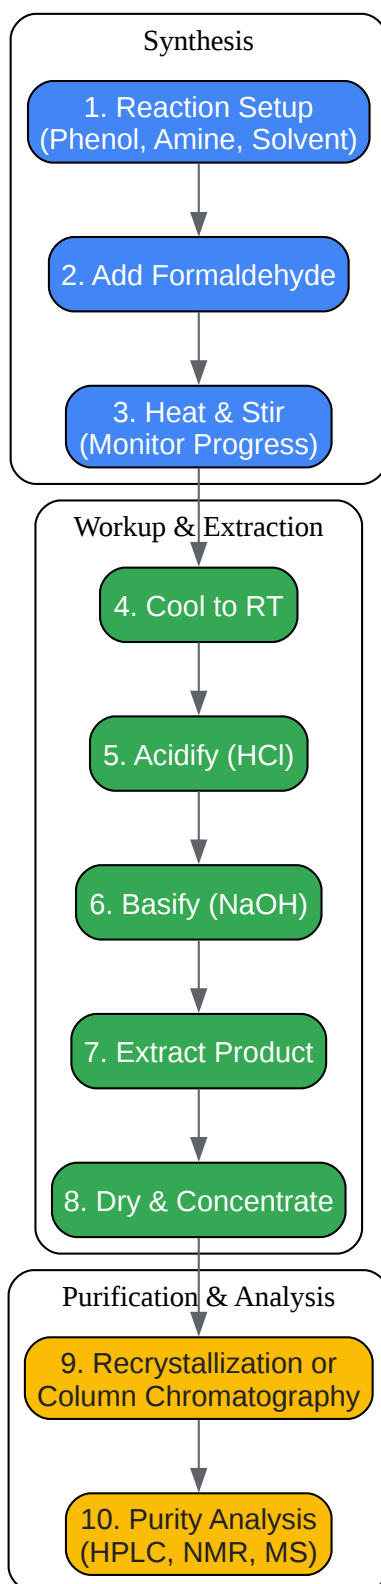 Synthesis
1. Reaction Setup
(Phenol, Amine, Solvent)
2. Add Formaldehyde
3. Heat & Stir
(Monitor Progress)
Workup & Extraction
4. Cool to RT
5. Acidify (HCl)
6. Basify (NaOH)
7. Extract Product
8. Dry & Concentrate
Purification & Analysis
9. Recrystallization or
Column Chromatography
10. Purity Analysis
(HPLC, NMR, MS)